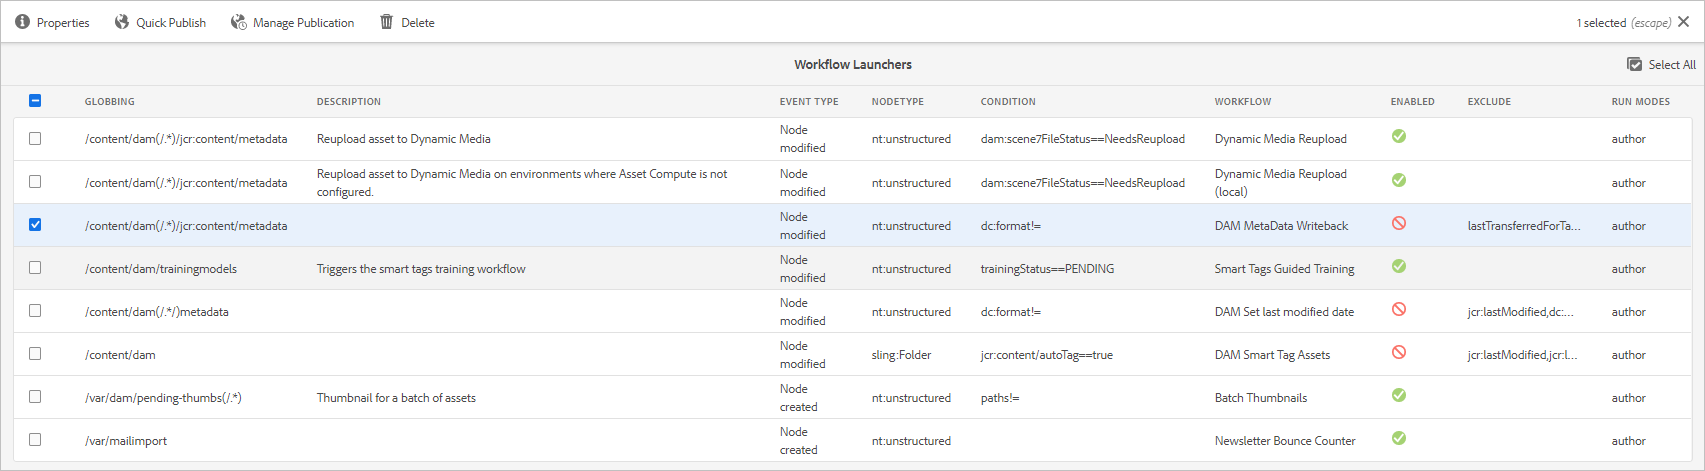 Properties Quick Publish Manage Publication Delete 1 selected (escape)
Workflow Launchers Select All
GLOBBING DESCRIPTION EVENT TYPE NODETYPE CONDITION WORKFLOW ENABLED EXCLUDE RUN MODES
/content/dam(/.*)/jcr:content/metadata Reupload asset to Dynamic Media Node modified nt:unstructured dam:scene7FileStatus==NeedsReupload Dynamic Media Reupload author
/content/dam(/.*)/jcr:content/metadata Reupload asset to Dynamic Media on environments where Asset Compute is not configured. Node modified nt:unstructured dam:scene7FileStatus==NeedsReupload Dynamic Media Reupload (local) author
/content/dam(/.*)/jcr:content/metadata Node modified nt:unstructured dc:format!= DAM MetaData Writeback lastTransferredForTa... author
/content/dam/trainingmodels Triggers the smart tags training workflow Node modified nt:unstructured trainingStatus==PENDING Smart Tags Guided Training author
/content/dam(/.*/)metadata Node modified nt:unstructured dc:format!= DAM Set last modified date jcr:lastModified,dc:... author
/content/dam Node modified sling:Folder jcr:content/autoTag==true DAM Smart Tag Assets jcr:lastModified,jcr:l... author
/var/dam/pending-thumbs(/.*) Thumbnail for a batch of assets Node created nt:unstructured paths!= Batch Thumbnails author
/var/mailimport Node created nt:unstructured Newsletter Bounce Counter author